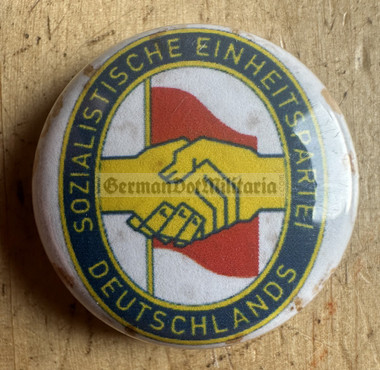 SOZIALISTISCHE EINHEITSPARTEI
DEUTSCHLANDS
GermanDotMilitaria